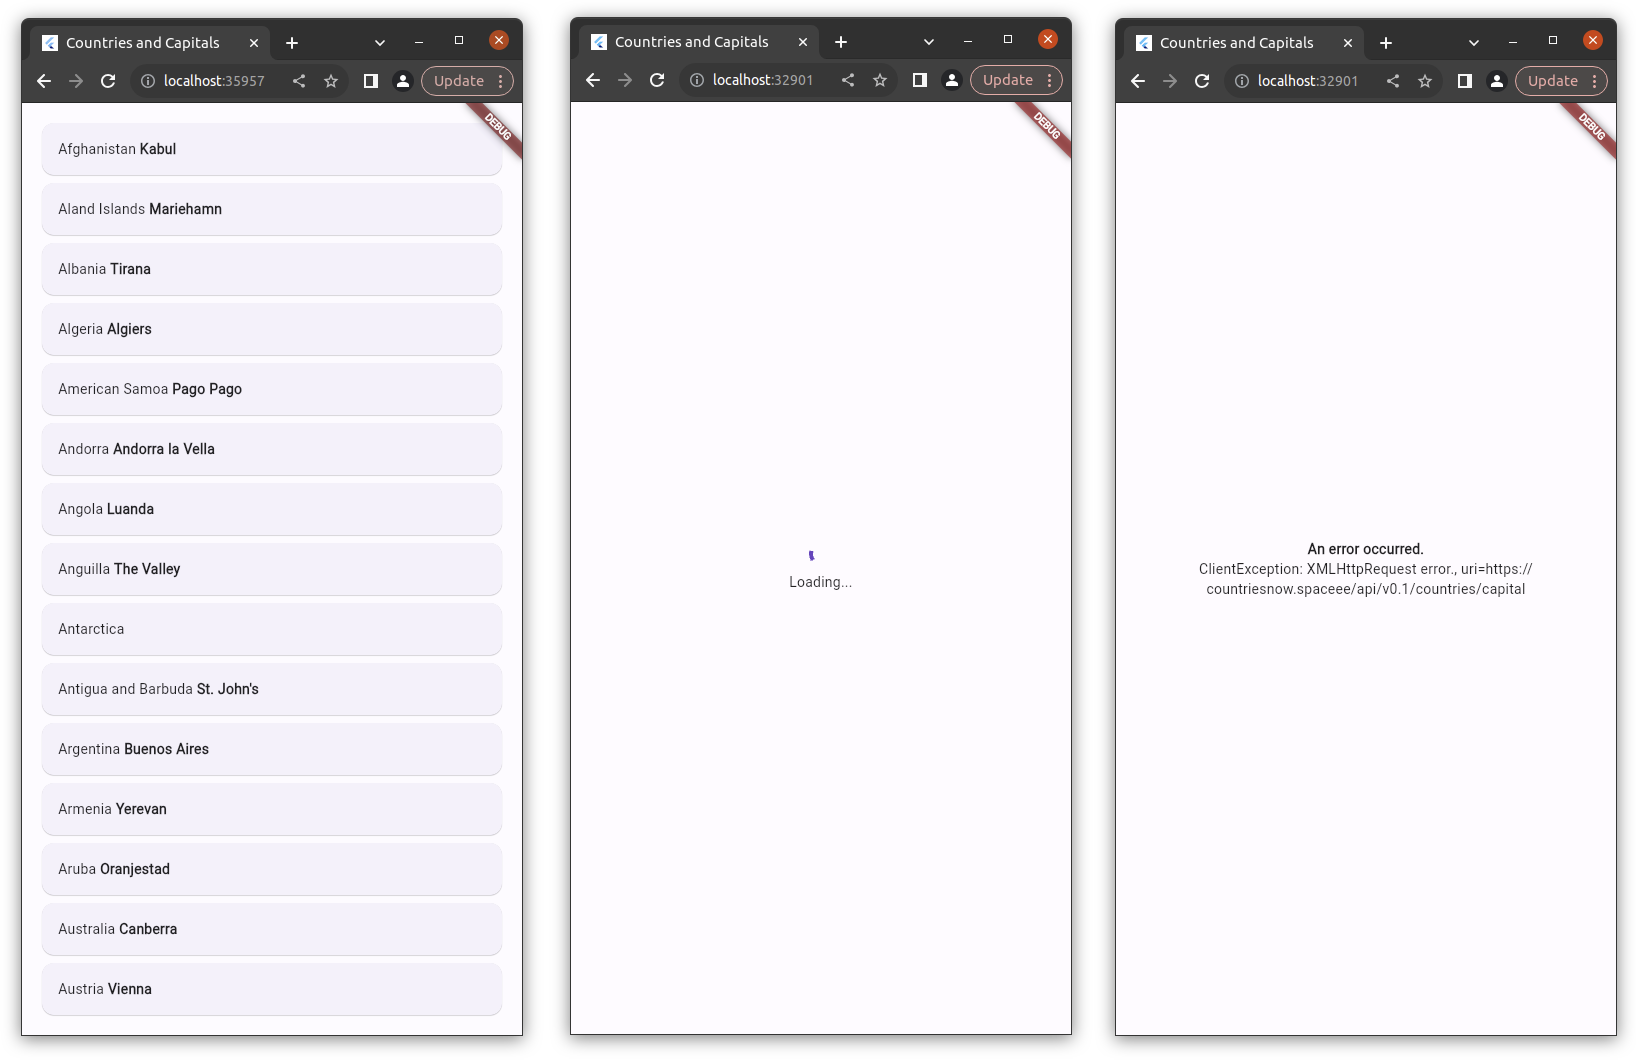 Countries and Capitals
localhost:35957
Update
DEBUG
Afghanistan Kabul
Aland Islands Mariehamn
Albania Tirana
Algeria Algiers
American Samoa Pago Pago
Andorra Andorra la Vella
Angola Luanda
Anguilla The Valley
Antarctica
Antigua and Barbuda St. John's
Argentina Buenos Aires
Armenia Yerevan
Aruba Oranjestad
Australia Canberra
Austria Vienna
Countries and Capitals
localhost:32901
Update
DEBUG
Loading...
Countries and Capitals
localhost:32901
Update
DEBUG
An error occurred.
ClientException: XMLHttpRequest error., uri=https://
countriesnow.spaceee/api/v0.1/countries/capital